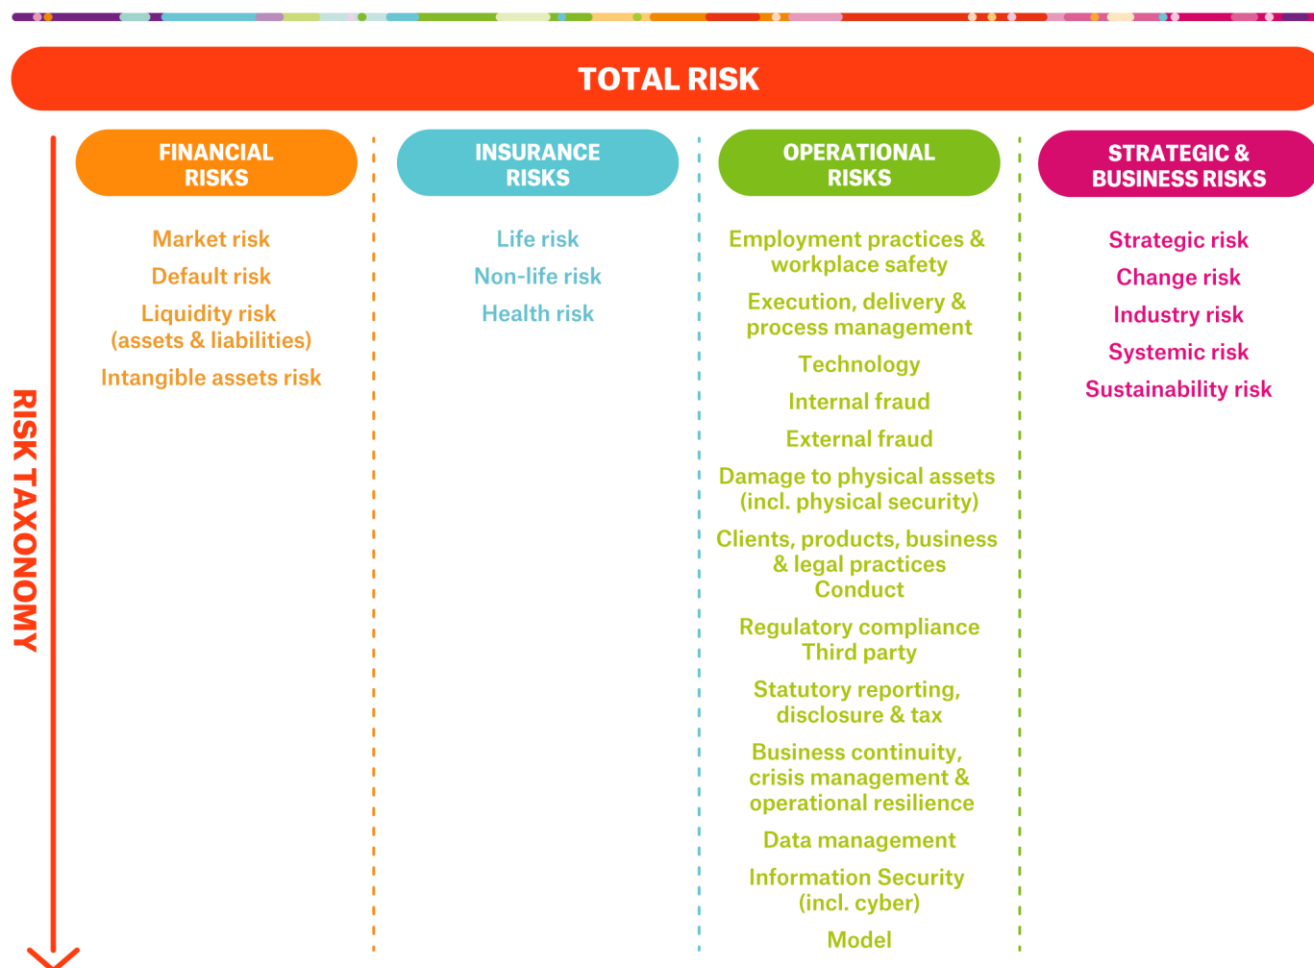 TOTAL RISK
RISK TAXONOMY
FINANCIAL
RISKS
Market risk
Default risk
Liquidity risk
(assets & liabilities)
Intangible assets risk
INSURANCE
RISKS
Life risk
Non-life risk
Health risk
OPERATIONAL
RISKS
Employment practices &
workplace safety
Execution, delivery &
process management
Technology
Internal fraud
External fraud
Damage to physical assets
(incl. physical security)
Clients, products, business
& legal practices
Conduct
Regulatory compliance
Third party
Statutory reporting,
disclosure & tax
Business continuity,
crisis management &
operational resilience
Data management
Information Security
(incl. cyber)
Model
STRATEGIC &
BUSINESS RISKS
Strategic risk
Change risk
Industry risk
Systemic risk
Sustainability risk